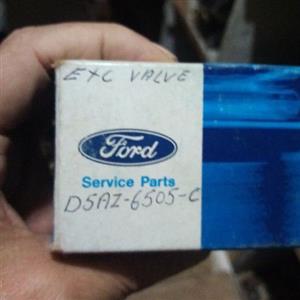 EXC VALVE
Ford
Service Parts
D5AZ-6505-C